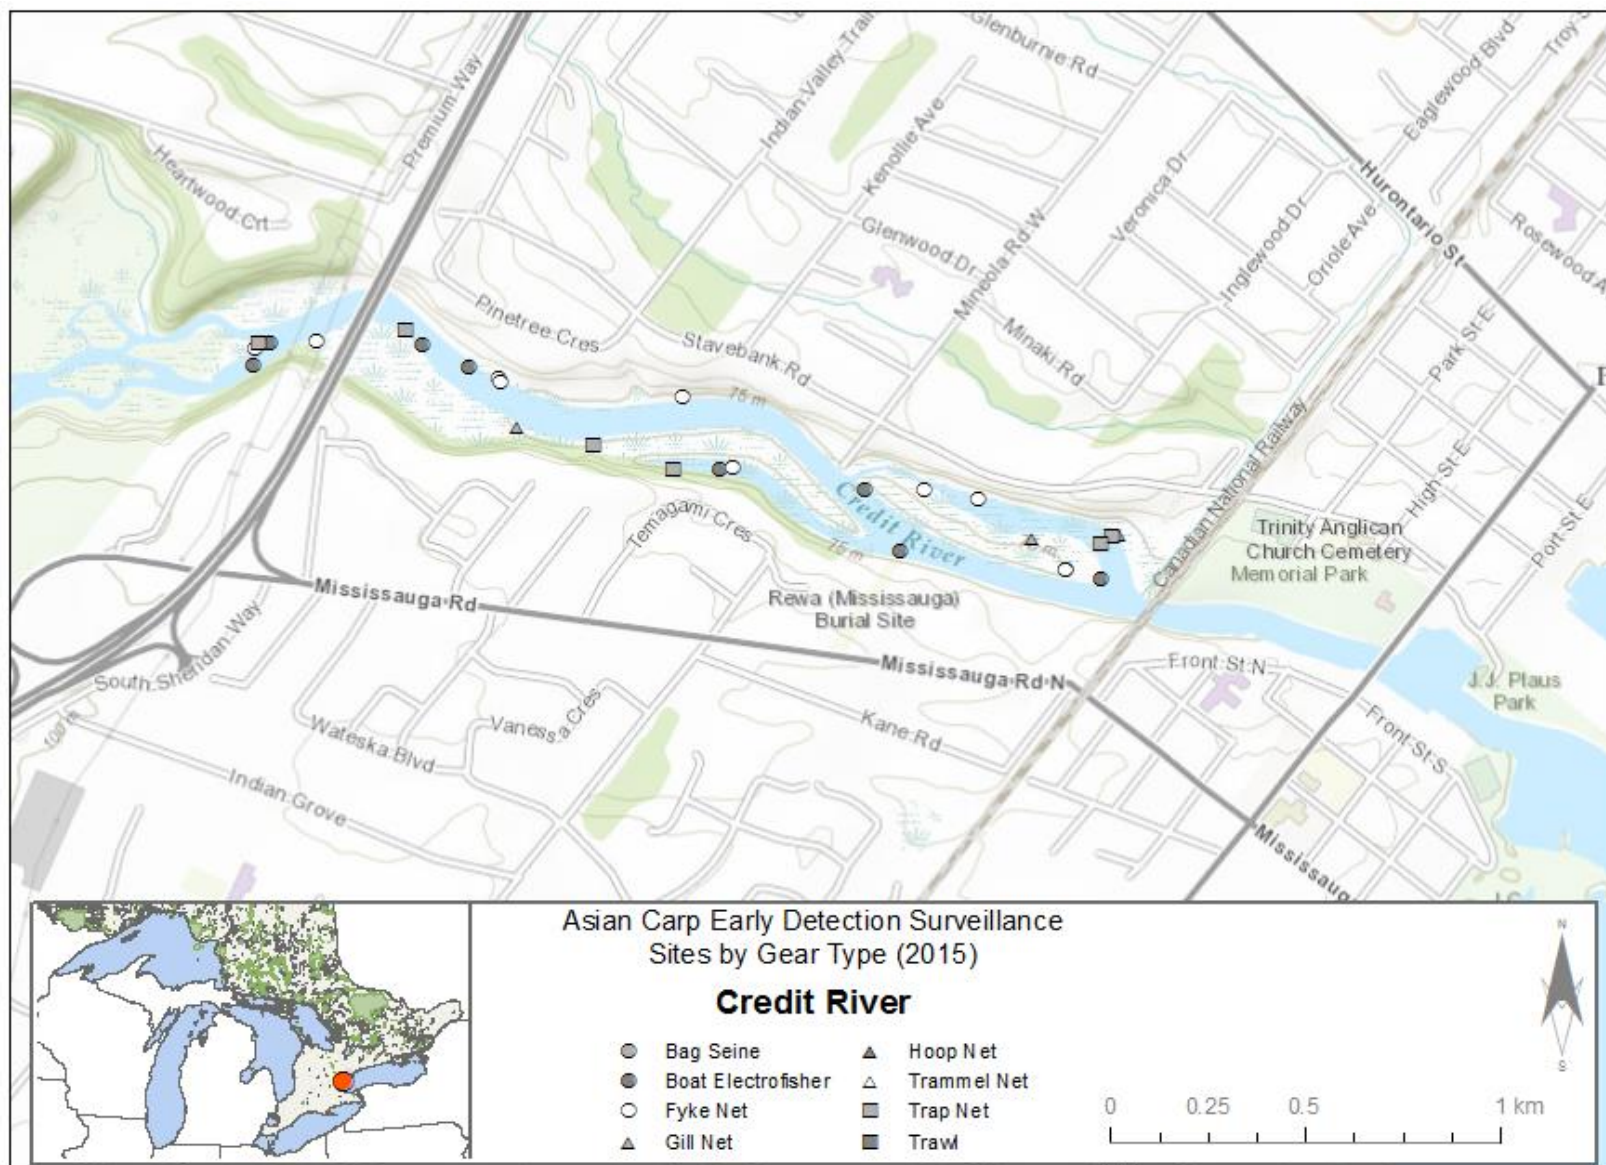 Glenburnie Rd
Indian Valley Trai
Premium Way
Eaglewood Blvd
Troy S
Kenollie Ave
Heartwood Crt
Hurontario St
Veronica Dr
Glenwood Dr
Mineola Rd W
Inglewood Dr
Oriole Ave
Rosewood A
Pinetree Cres
Stavebank Rd
Minaki Rd
Park St E
75 m
High St E
Port St E
Canadian National Railway
Credit River
Temagami Cres
75 m
Trinity Anglican
Church Cemetery
Memorial Park
Mississauga Rd
Rewa (Mississauga)
Burial Site
South Sheridan Way
Mississauga Rd N
Front St N
J.J. Plaus
Park
100 m
Wateska Blvd
Vanessa Cres
Kane Rd
Front St S
Indian Grove
Mississaug
Asian Carp Early Detection Surveillance
Sites by Gear Type (2015)
Credit River
Bag Seine
Boat Electrofisher
Fyke Net
Gill Net
Hoop Net
Trammel Net
Trap Net
Trawl
0 0.25 0.5 1 km
N
S